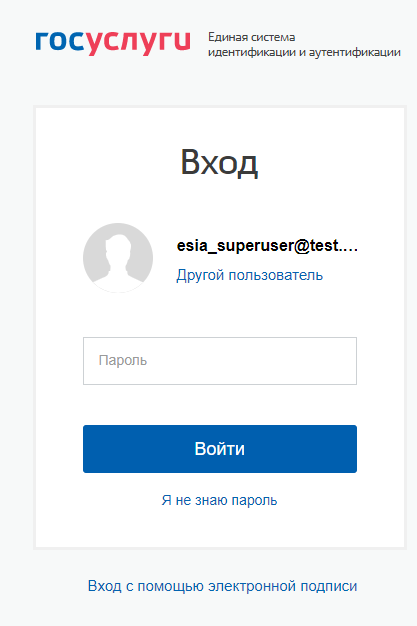 госуслуги
Единая система
идентификации и аутентификации
Вход
esia_superuser@test....
Другой пользователь
Пароль
Войти
Я не знаю пароль
Вход с помощью электронной подписи